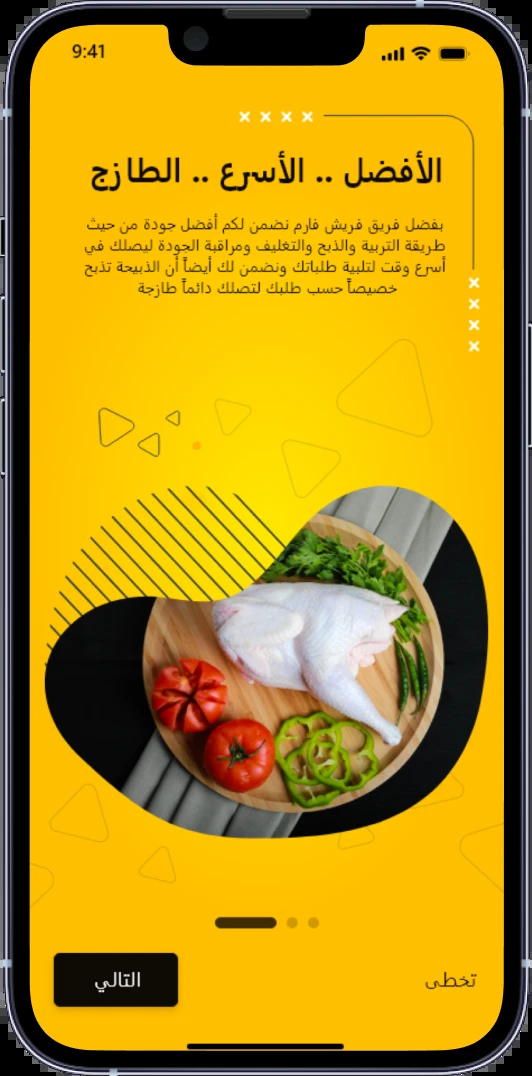 9:41
الأفضل .. الأسرع .. الطازج
بفضل فريق فريش فارم نضمن لكم أفضل جودة من حيث
طريقة التربية والذبح والتغليف ومراقبة الجودة ليصلك في
أسرع وقت لتلبية طلباتك ونضمن لك أيضاً أن الذبيحة تذبح
خصيصاً حسب طلبك لتصلك دائماً طازجة
تخطى
التالي